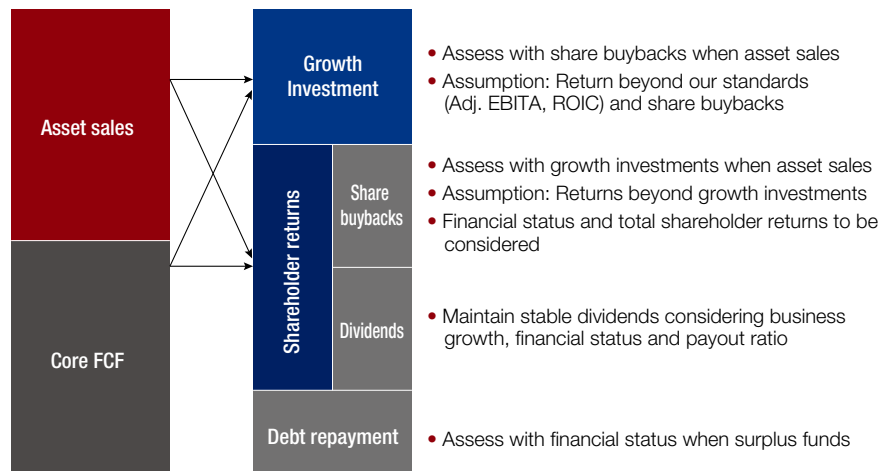 Asset sales
Core FCF
Growth
Investment
Shareholder returns
Share
buybacks
Dividends
Debt repayment
• Assess with share buybacks when asset sales
• Assumption: Return beyond our standards
(Adj. EBITA, ROIC) and share buybacks
• Assess with growth investments when asset sales
• Assumption: Returns beyond growth investments
• Financial status and total shareholder returns to be
considered
• Maintain stable dividends considering business
growth, financial status and payout ratio
• Assess with financial status when surplus funds